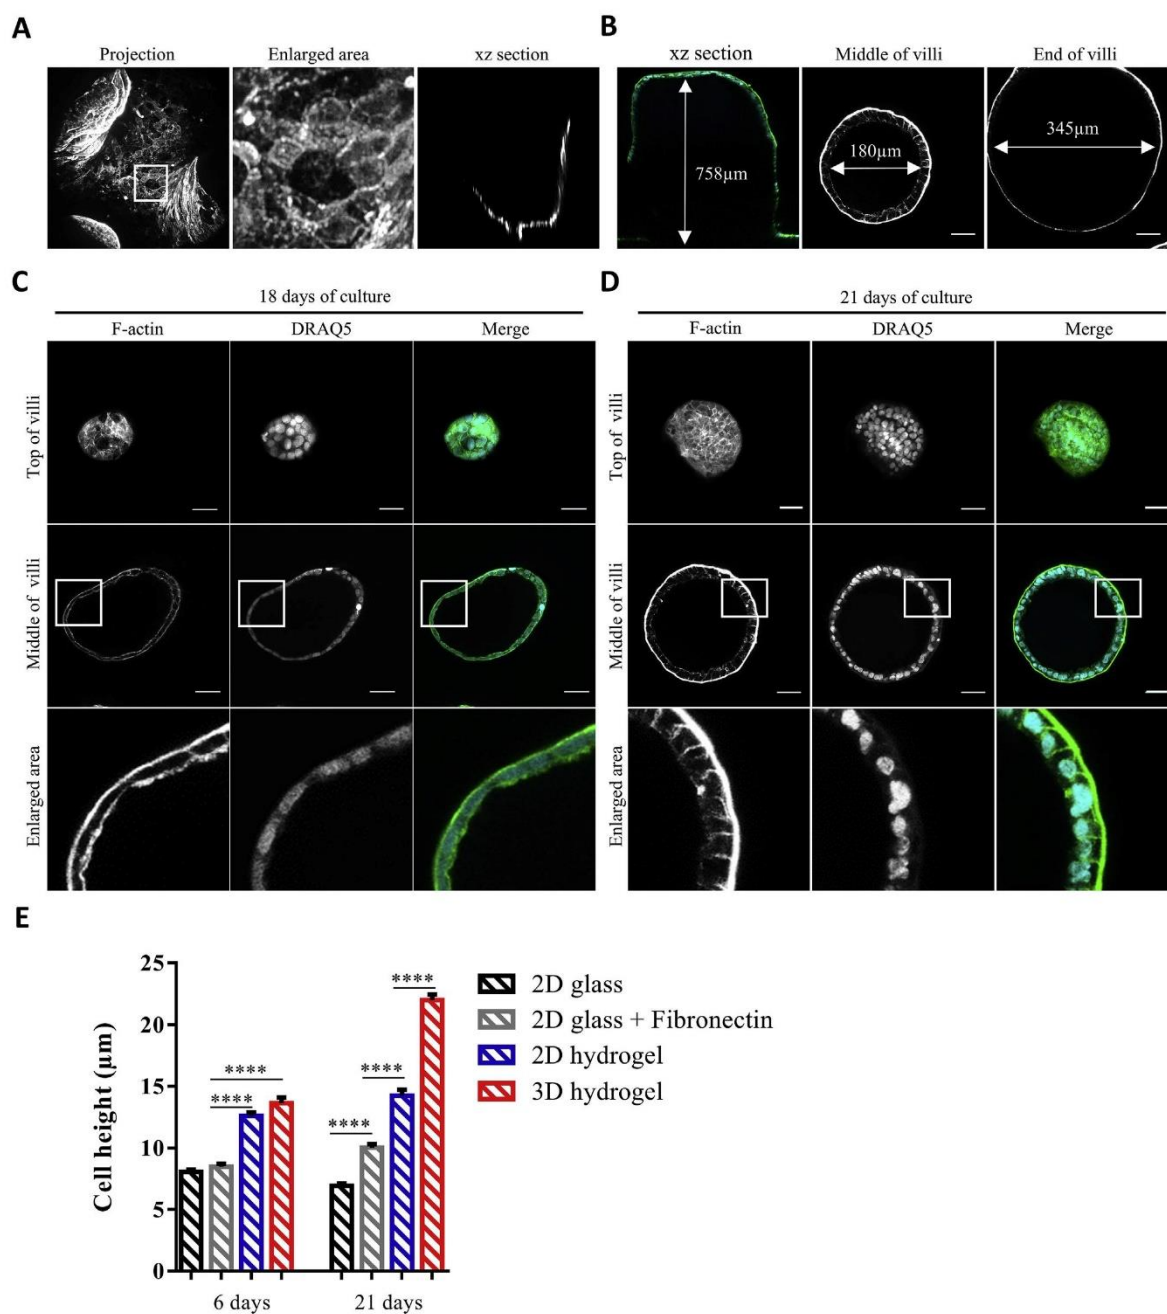 A
Projection
Enlarged area
xz section
B
xz section
Middle of villi
End of villi
758µm
180µm
345µm
C
18 days of culture
F-actin
DRAQ5
Merge
Top of villi
Middle of villi
Enlarged area
D
21 days of culture
F-actin
DRAQ5
Merge
Top of villi
Middle of villi
Enlarged area
E
Cell height (µm)
25
20
15
10
5
0
****
****
****
****
****
6 days
21 days
2D glass
2D glass + Fibronectin
2D hydrogel
3D hydrogel